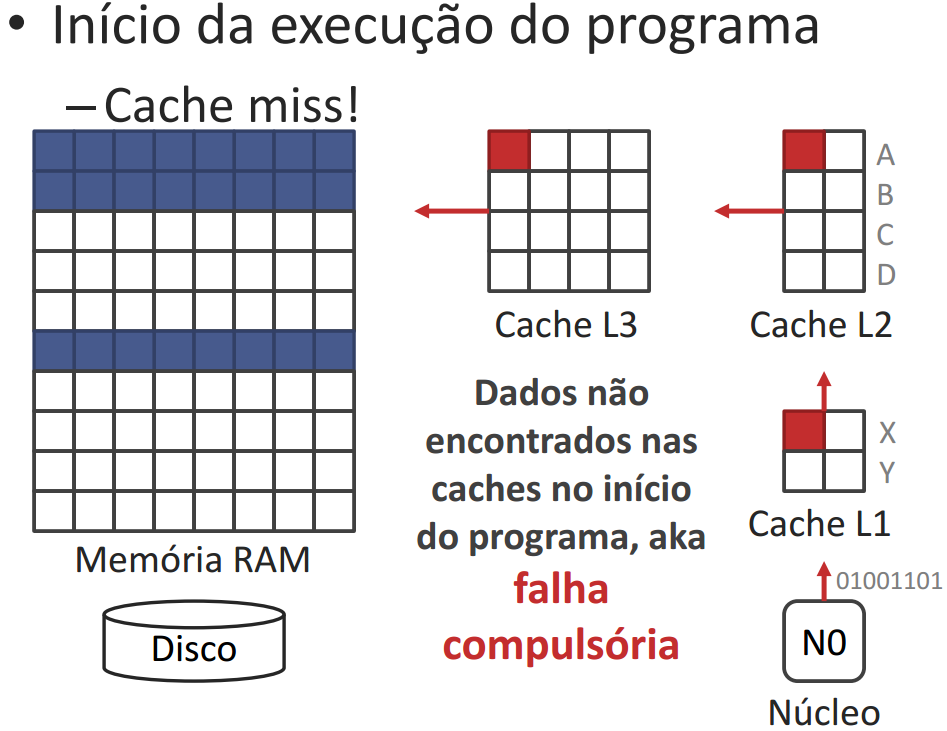 • Início da execução do programa
– Cache miss!
A
B
C
D
Cache L3
Cache L2
Dados não
encontrados nas
caches no início
do programa, aka
falha
compulsória
X
Y
Cache L1
Memória RAM
01001101
Disco
N0
Núcleo